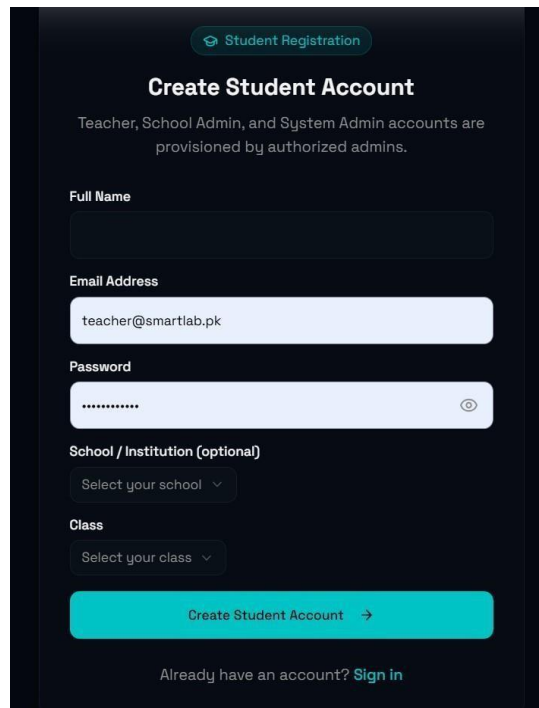 Student Registration
Create Student Account
Teacher, School Admin, and System Admin accounts are
provisioned by authorized admins.
Full Name
Email Address
teacher@smartlab.pk
Password
••••••••••••
School / Institution (optional)
Select your school
Class
Select your class
Create Student Account →
Already have an account? Sign in